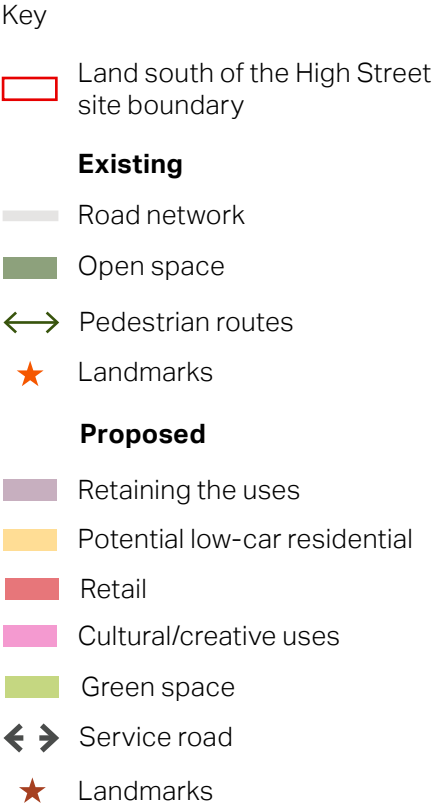 Key
Land south of the High Street
site boundary
Existing
Road network
Open space
Pedestrian routes
Landmarks
Proposed
Retaining the uses
Potential low-car residential
Retail
Cultural/creative uses
Green space
Service road
Landmarks